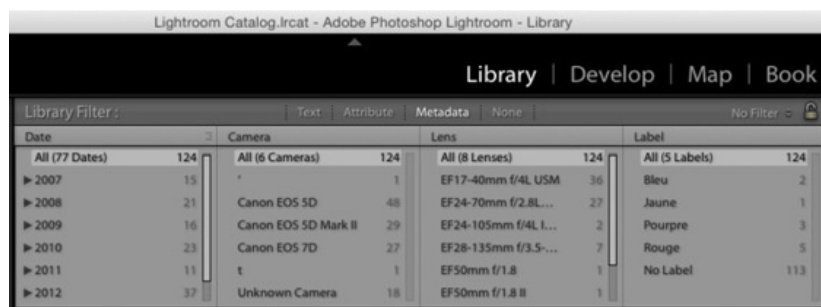 Lightroom Catalog.lrcat - Adobe Photoshop Lightroom - Library
Library | Develop | Map | Book
Library Filter: Text Attribute Metadata None No Filter
Date Camera Lens Label
All (77 Dates) 124 All (6 Cameras) 124 All (8 Lenses) 124 All (5 Labels) 124
2007 15 1 EF17-40mm f/4L USM 36 Bleu 2
2008 21 Canon EOS 5D 48 EF24-70mm f/2.8L... 27 Jaune 1
2009 16 Canon EOS 5D Mark II 29 EF24-105mm f/4L I... 2 Pourpre 3
2010 23 Canon EOS 7D 27 EF28-135mm f/3.5-... 7 Rouge 5
2011 11 t 1 EF50mm f/1.8 1 No Label 113
2012 37 Unknown Camera 18 EF50mm f/1.8 II 1